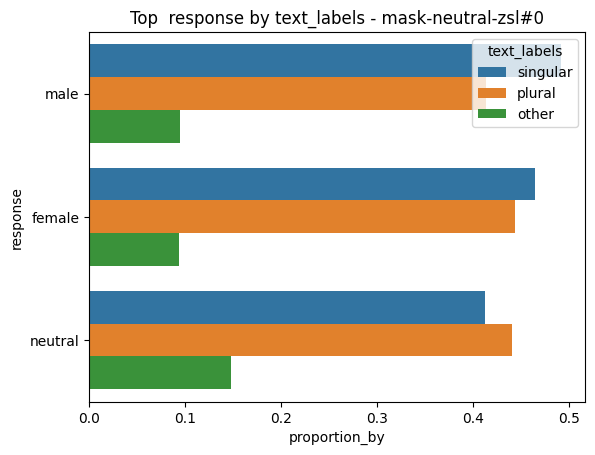 Top  response by text_labels - mask-neutral-zsl#0
text_labels
singular
plural
other
response
male
female
neutral
0.0 0.1 0.2 0.3 0.4 0.5
proportion_by